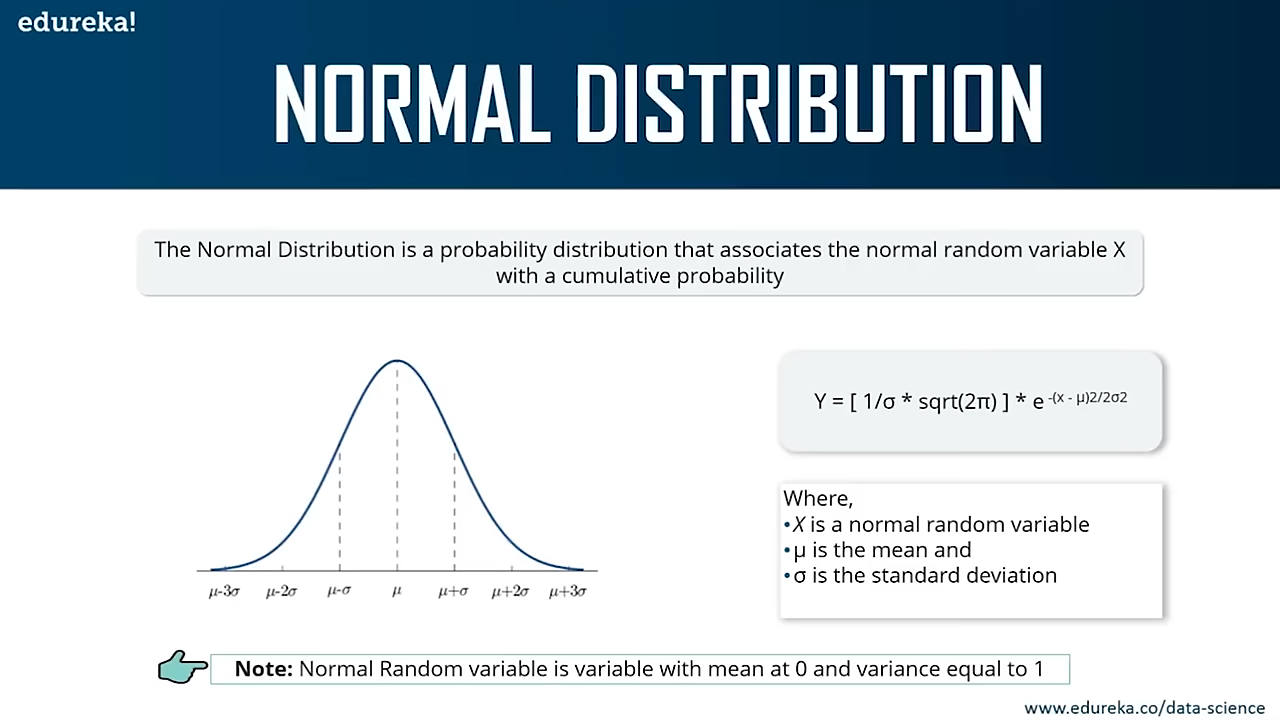 edureka!
NORMAL DISTRIBUTION
The Normal Distribution is a probability distribution that associates the normal random variable X
with a cumulative probability
Y = [ 1/σ * sqrt(2π) ] * e -(x - μ)2/2σ2
Where,
•X is a normal random variable
•μ is the mean and
•σ is the standard deviation
μ-3σ μ-2σ μ-σ μ μ+σ μ+2σ μ+3σ
Note: Normal Random variable is variable with mean at 0 and variance equal to 1
www.edureka.co/data-science